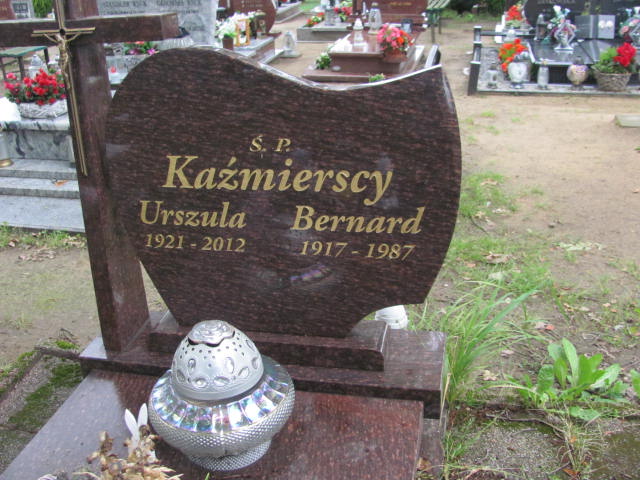 Ś. P.
Kaźmierscy
Urszula Bernard
1921 - 2012 1917 - 1987